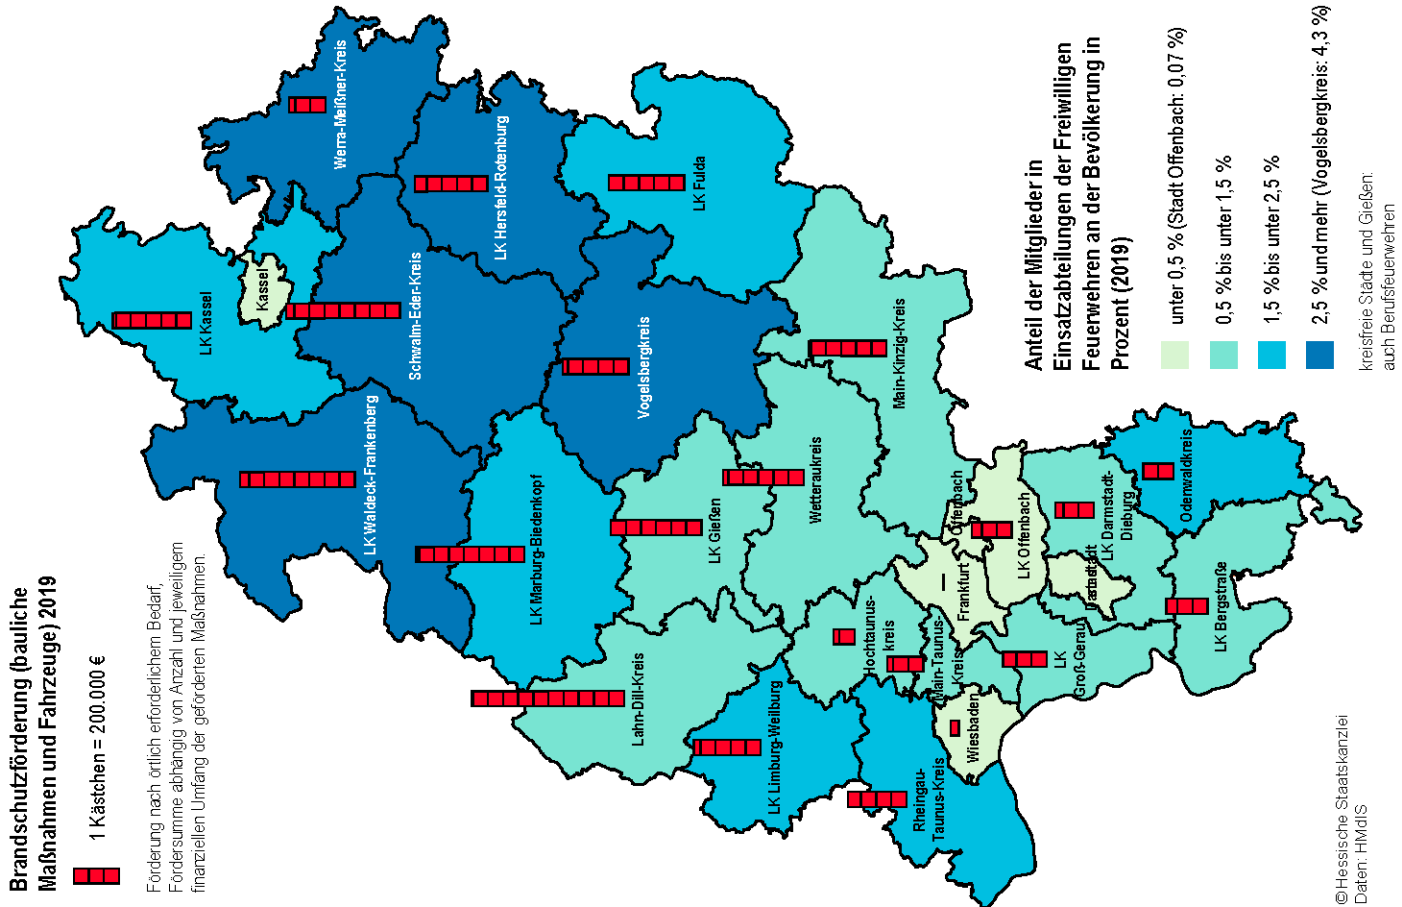 Brandschutzförderung (bauliche
Maßnahmen und Fahrzeuge) 2019
1 Kästchen = 200.000 €
Förderung nach örtlich erforderlichem Bedarf,
Fördersumme abhängig von Anzahl und jeweiligem
finanziellen Umfang der geförderten Maßnahmen.
LK Kassel
Kassel
Werra-Meißner-Kreis
LK Waldeck-Frankenberg
Schwalm-Eder-Kreis
LK Hersfeld-Rotenburg
LK Marburg-Biedenkopf
Vogelsbergkreis
LK Fulda
Lahn-Dill-Kreis
LK Gießen
LK Limburg-Weilburg
Wetteraukreis
Hochtaunus-
kreis
Main-Kinzig-Kreis
Rheingau-
Taunus-Kreis
Main-Taunus-
Kreis
Wiesbaden
Frankfurt
Offenbach
LK Offenbach
LK
Groß-Gerau
LK Darmstadt-
Dieburg
LK Bergstraße
Odenwaldkreis
Anteil der Mitglieder in
Einsatzabteilungen der Freiwilligen
Feuerwehren an der Bevölkerung in
Prozent (2019)
unter 0,5 % (Stadt Offenbach: 0,07 %)
0,5 % bis unter 1,5 %
1,5 % bis unter 2,5 %
2,5 % und mehr (Vogelsbergkreis: 4,3 %)
kreisfreie Städte und Gießen:
auch Berufsfeuerwehren
©Hessische Staatskanzlei
Daten: HMdIS